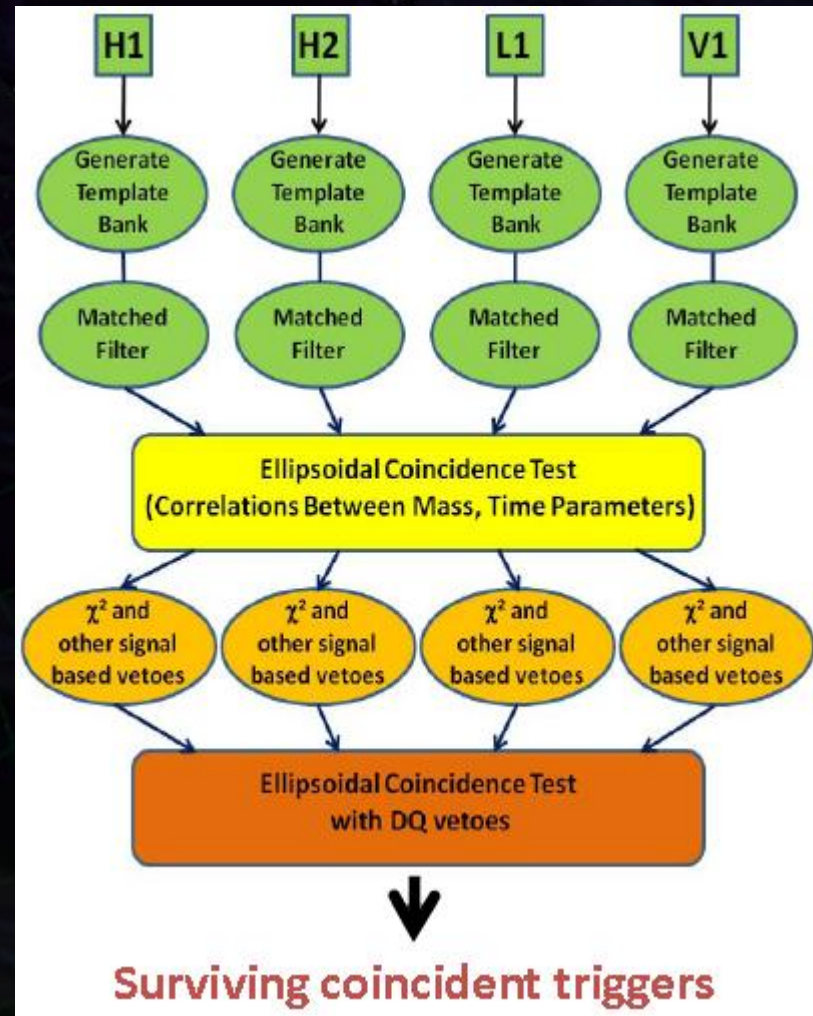 H1 H2 L1 V1
Generate
Template
Bank
Generate
Template
Bank
Generate
Template
Bank
Generate
Template
Bank
Matched
Filter
Matched
Filter
Matched
Filter
Matched
Filter
Ellipsoidal Coincidence Test
(Correlations Between Mass, Time Parameters)
χ² and
other signal
based vetoes
χ² and
other signal
based vetoes
χ² and
other signal
based vetoes
χ² and
other signal
based vetoes
Ellipsoidal Coincidence Test
with DQ vetoes
Surviving coincident triggers